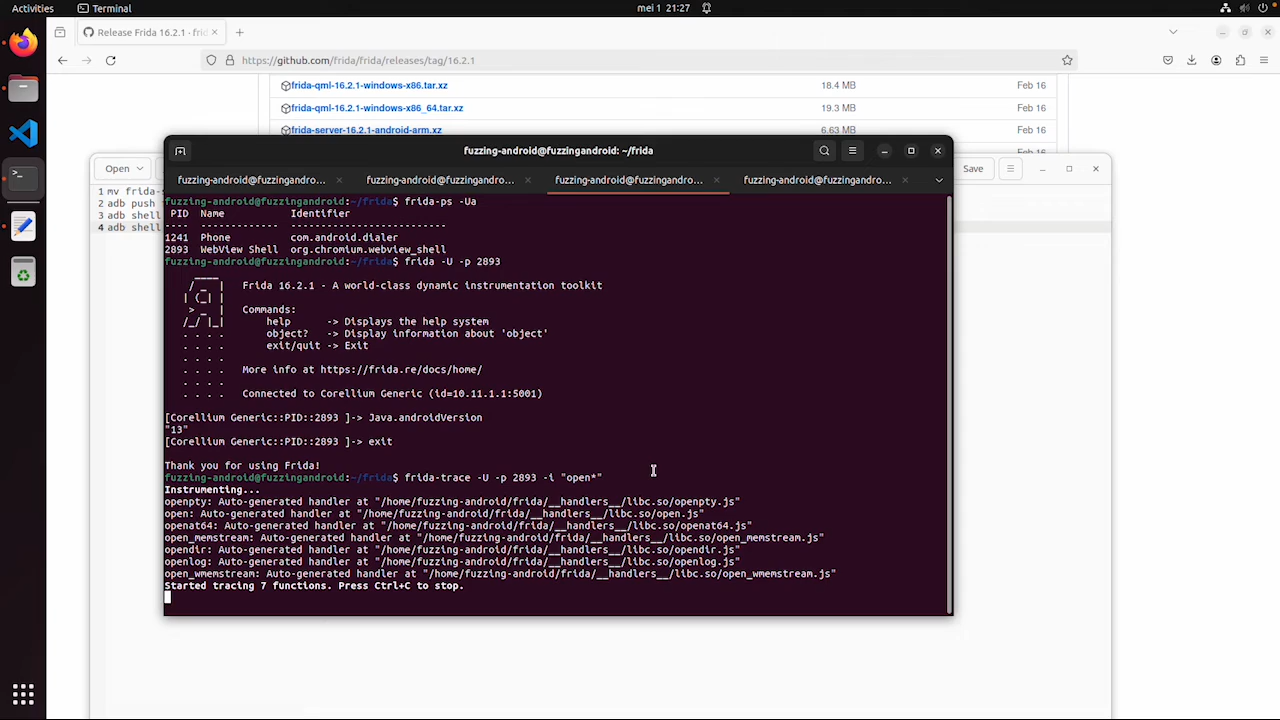 Activities
Terminal
mei 1 21:27
Release Frida 16.2.1 · fri
https://github.com/frida/frida/releases/tag/16.2.1
frida-qml-16.2.1-windows-x86.tar.xz 18.4 MB Feb 16
frida-qml-16.2.1-windows-x86_64.tar.xz 19.3 MB Feb 16
frida-server-16.2.1-android-arm.xz 6.63 MB Feb 16
Open
Save
1 mv frida-s
2 adb push
3 adb shell
4 adb shell
fuzzing-android@fuzzingandroid: ~/frida
fuzzing-android@fuzzingandro... fuzzing-android@fuzzingandro... fuzzing-android@fuzzingandro... fuzzing-android@fuzzingandro...
fuzzing-android@fuzzingandroid:~/frida$ frida-ps -Ua
PID Name Identifier
---- ------------- --------------------------
1241 Phone com.android.dialer
2893 WebView Shell org.chromium.webview_shell
fuzzing-android@fuzzingandroid:~/frida$ frida -U -p 2893
     ____
    / _  | Frida 16.2.1 - A world-class dynamic instrumentation toolkit
   | (_| |
    > _  | Commands:
   /_/ |_| help -> Displays the help system
   . . . . object? -> Display information about 'object'
   . . . . exit/quit -> Exit
   . . . .
   . . . . More info at https://frida.re/docs/home/
   . . . .
   . . . . Connected to Corellium Generic (id=10.11.1.1:5001)
[Corellium Generic::PID::2893 ]-> Java.androidVersion
"13"
[Corellium Generic::PID::2893 ]-> exit
Thank you for using Frida!
fuzzing-android@fuzzingandroid:~/frida$ frida-trace -U -p 2893 -i "open*"
Instrumenting...
openpty: Auto-generated handler at "/home/fuzzing-android/frida/__handlers__/libc.so/openpty.js"
open: Auto-generated handler at "/home/fuzzing-android/frida/__handlers__/libc.so/open.js"
openat64: Auto-generated handler at "/home/fuzzing-android/frida/__handlers__/libc.so/openat64.js"
open_memstream: Auto-generated handler at "/home/fuzzing-android/frida/__handlers__/libc.so/open_memstream.js"
opendir: Auto-generated handler at "/home/fuzzing-android/frida/__handlers__/libc.so/opendir.js"
openlog: Auto-generated handler at "/home/fuzzing-android/frida/__handlers__/libc.so/openlog.js"
open_wmemstream: Auto-generated handler at "/home/fuzzing-android/frida/__handlers__/libc.so/open_wmemstream.js"
Started tracing 7 functions. Press Ctrl+C to stop.